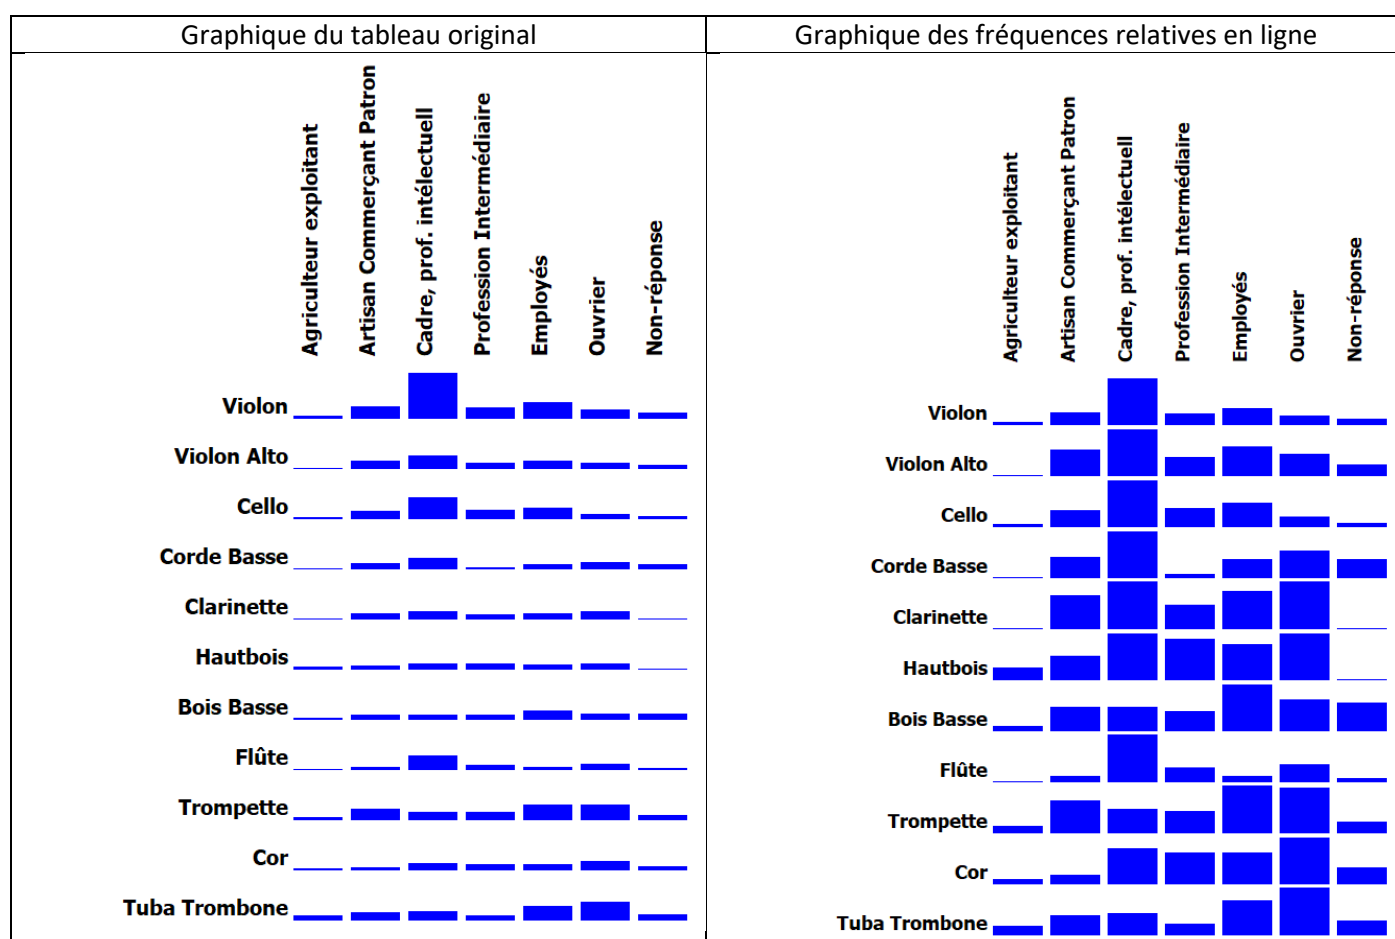 Graphique du tableau original
Graphique des fréquences relatives en ligne
Agriculteur exploitant
Artisan Commerçant Patron
Cadre, prof. intélectuell
Profession Intermédiaire
Employés
Ouvrier
Non-réponse
Violon
Violon Alto
Cello
Corde Basse
Clarinette
Hautbois
Bois Basse
Flûte
Trompette
Cor
Tuba Trombone
Agriculteur exploitant
Artisan Commerçant Patron
Cadre, prof. intélectuell
Profession Intermédiaire
Employés
Ouvrier
Non-réponse
Violon
Violon Alto
Cello
Corde Basse
Clarinette
Hautbois
Bois Basse
Flûte
Trompette
Cor
Tuba Trombone